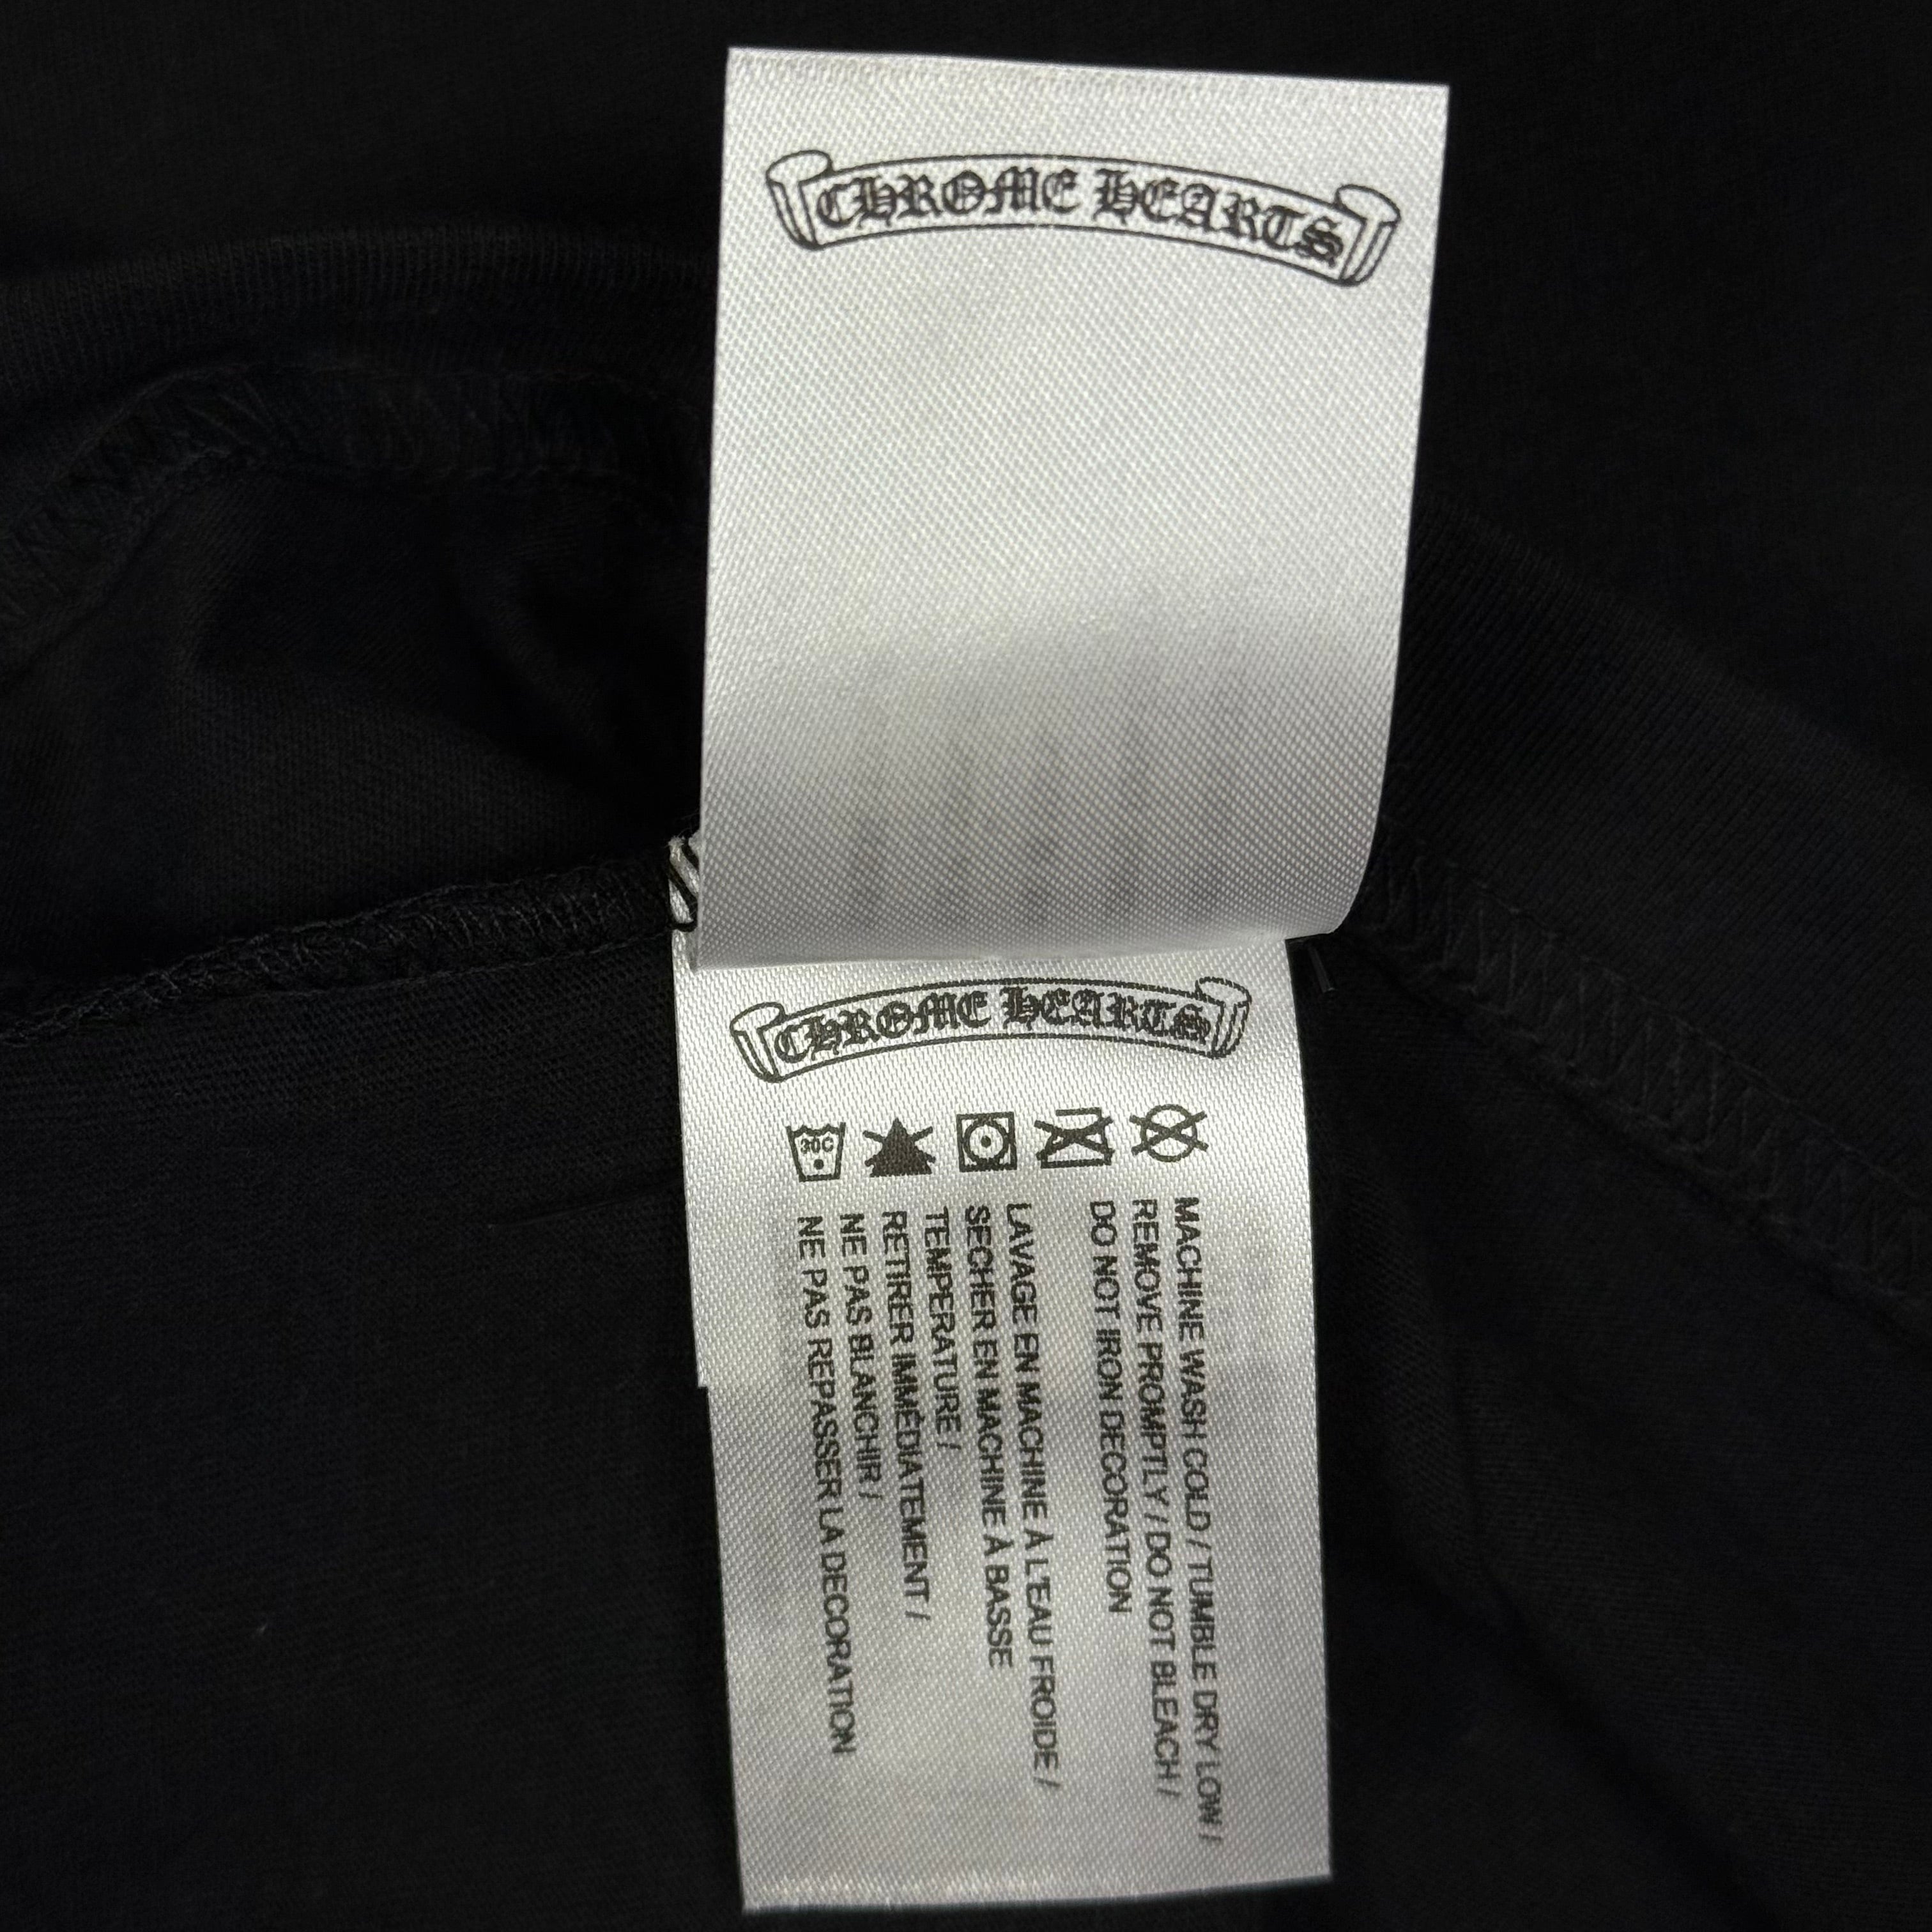 CHROME HEARTS
CHROME HEARTS
30C
MACHINE WASH COLD / TUMBLE DRY LOW /
REMOVE PROMPTLY / DO NOT BLEACH /
DO NOT IRON DECORATION
LAVAGE EN MACHINE À L'EAU FROIDE /
SECHER EN MACHINE À BASSE
TEMPERATURE /
RETIRER IMMÉDIATEMENT /
NE PAS BLANCHIR /
NE PAS REPASSER LA DECORATION